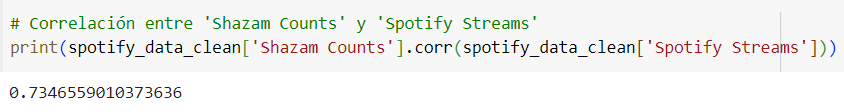 # Correlación entre 'Shazam Counts' y 'Spotify Streams'
print(spotify_data_clean['Shazam Counts'].corr(spotify_data_clean['Spotify Streams']))
0.7346559010373636